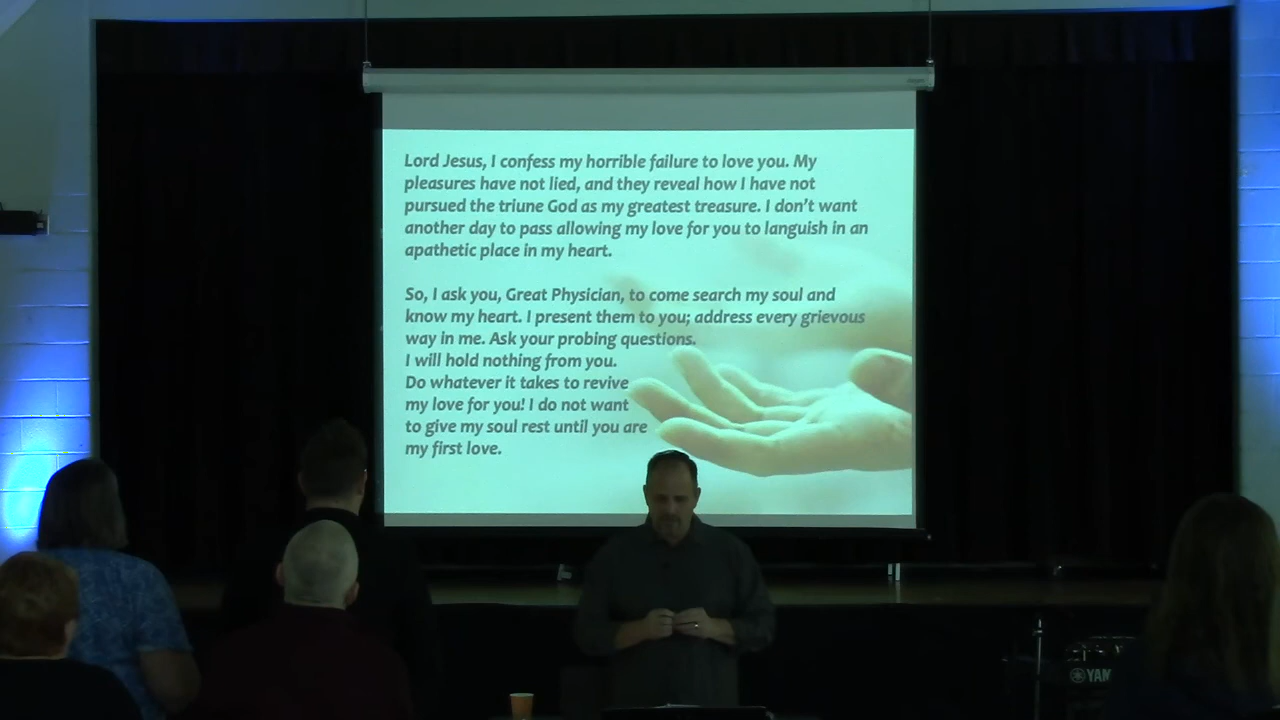 Lord Jesus, I confess my horrible failure to love you. My
pleasures have not lied, and they reveal how I have not
pursued the triune God as my greatest treasure. I don't want
another day to pass allowing my love for you to languish in an
apathetic place in my heart.
So, I ask you, Great Physician, to come search my soul and
know my heart. I present them to you; address every grievous
way in me. Ask your probing questions.
I will hold nothing from you.
Do whatever it takes to revive
my love for you! I do not want
to give my soul rest until you are
my first love.
YAM